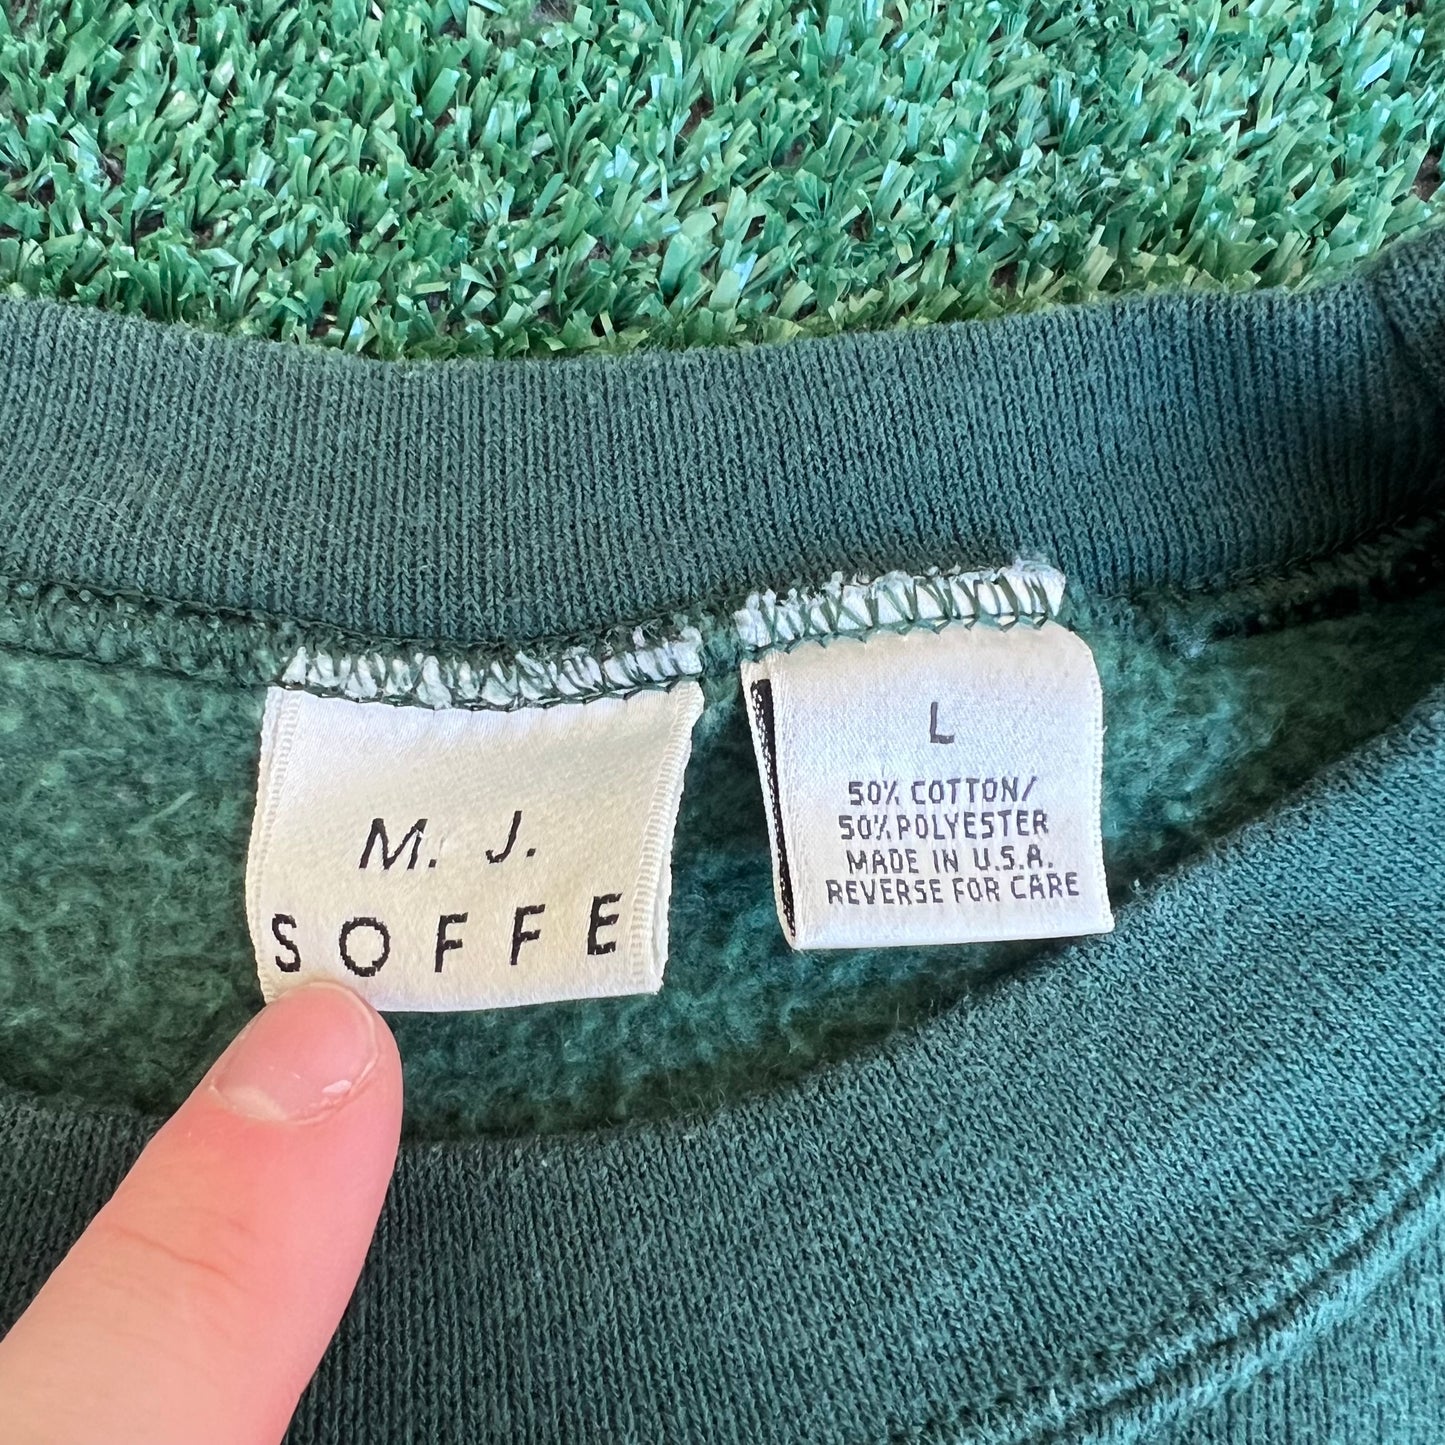 M. J.
SOFFE
L
50% COTTON/
50% POLYESTER
MADE IN U.S.A.
REVERSE FOR CARE